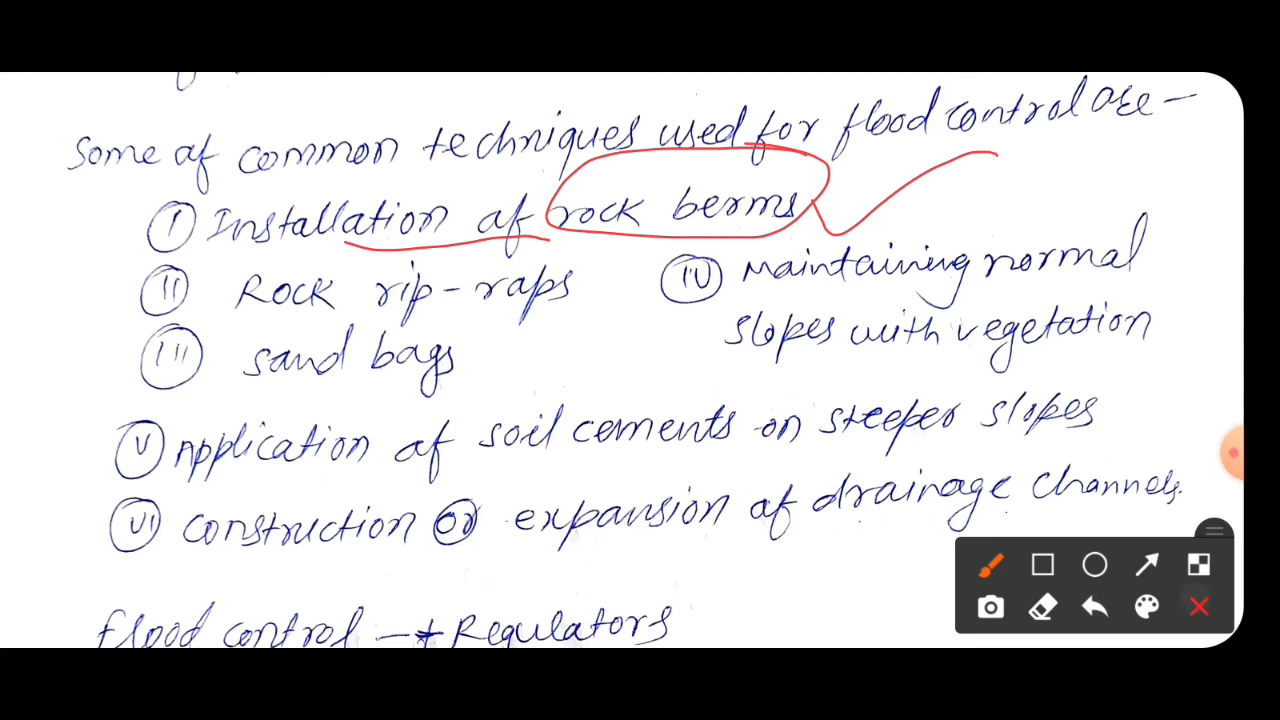 Some of common techniques used for flood control are –
(I) Installation of rock berms
(II) Rock rip-raps
(III) Sand bags
(IV) Maintaining normal
slopes with vegetation
(V) Application of soil cements on steeper slopes
(VI) Construction or expansion of drainage channels.
flood control – Regulators